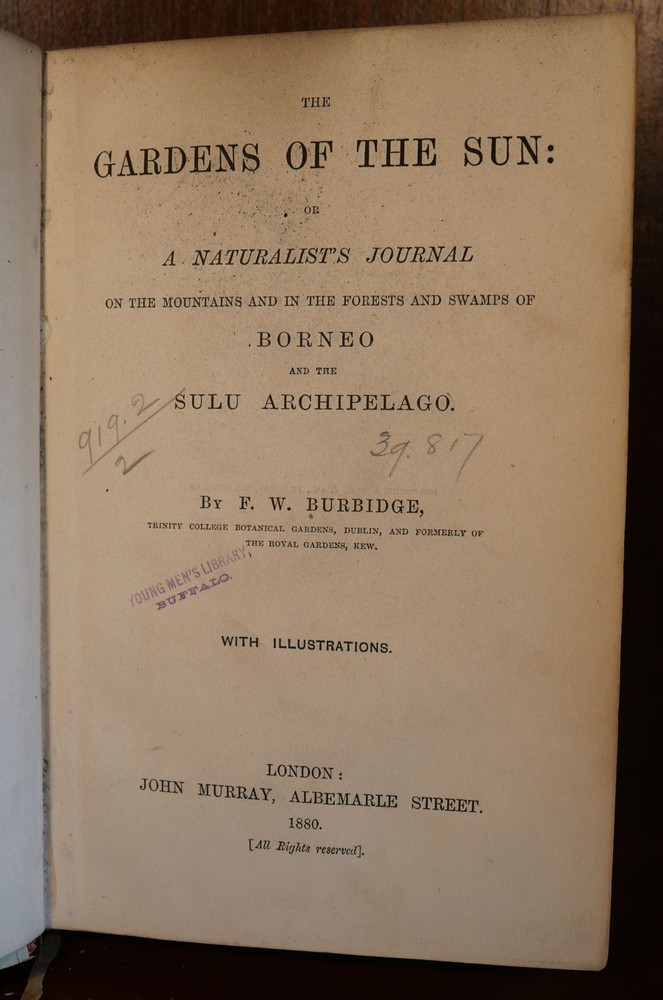 THE
GARDENS OF THE SUN:
OR
A NATURALIST'S JOURNAL
ON THE MOUNTAINS AND IN THE FORESTS AND SWAMPS OF
BORNEO
AND THE
SULU ARCHIPELAGO.
919.2
2
39.817
BY F. W. BURBIDGE,
TRINITY COLLEGE BOTANICAL GARDENS, DUBLIN, AND FORMERLY OF
THE ROYAL GARDENS, KEW.
YOUNG MEN'S LIBRARY,
BUFFALO.
WITH ILLUSTRATIONS.
LONDON:
JOHN MURRAY, ALBEMARLE STREET.
1880.
[All Rights reserved].